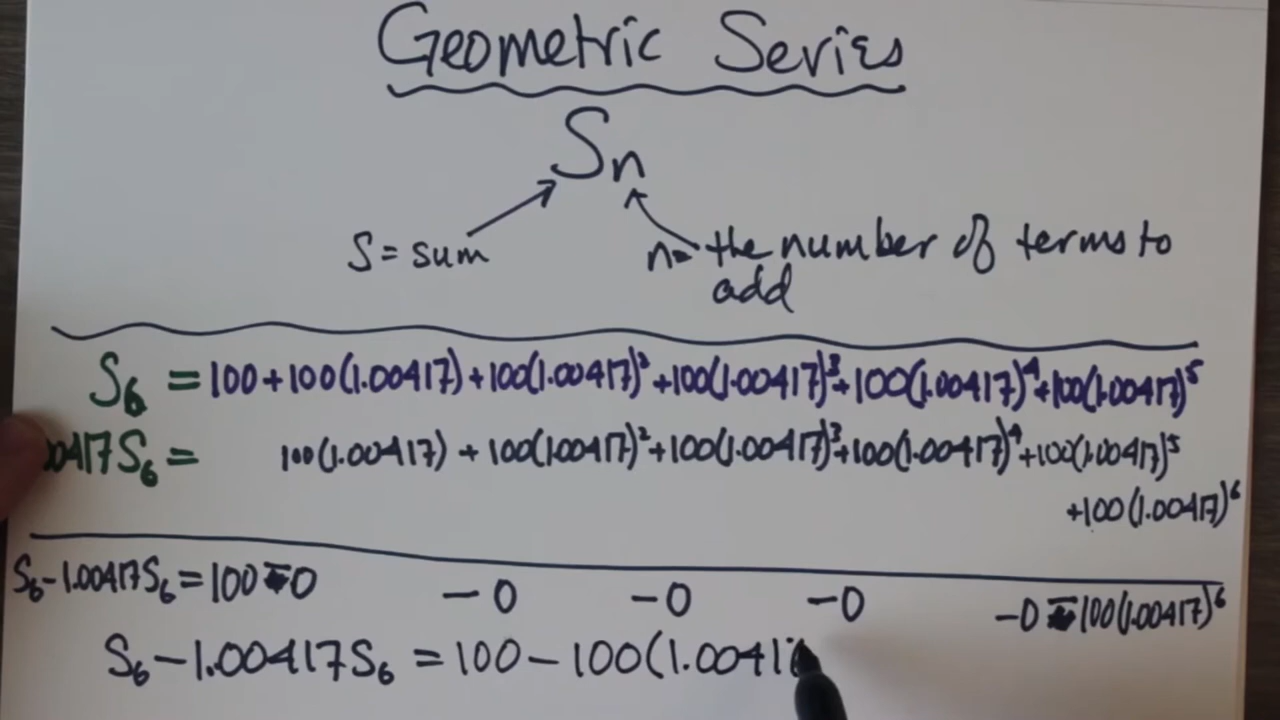 Geometric Series
Sₙ
S = sum
n = the number of terms to
add
S₆ = 100 + 100(1.00417) + 100(1.00417)² + 100(1.00417)³ + 100(1.00417)⁴ + 100(1.00417)⁵
00417S₆ = 100(1.00417) + 100(1.00417)² + 100(1.00417)³ + 100(1.00417)⁴ + 100(1.00417)⁵
+100(1.00417)⁶
S₆ - 1.00417S₆ = 100 - 0 - 0 - 0 - 0 - 0 - 100(1.00417)⁶
S₆ - 1.00417S₆ = 100 - 100(1.0041